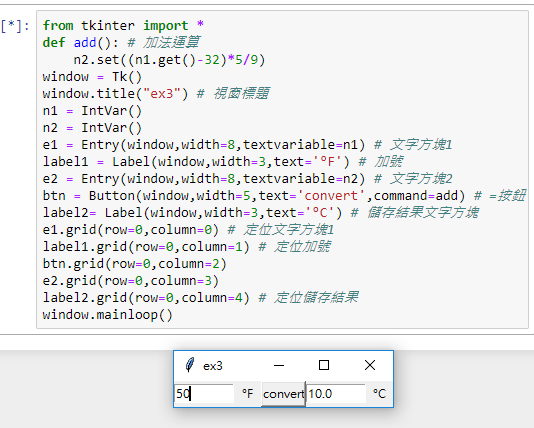 [*]: from tkinter import *
def add(): # 加法運算
    n2.set((n1.get()-32)*5/9)
window = Tk()
window.title("ex3") # 視窗標題
n1 = IntVar()
n2 = IntVar()
e1 = Entry(window,width=8,textvariable=n1) # 文字方塊1
label1 = Label(window,width=3,text='°F') # 加號
e2 = Entry(window,width=8,textvariable=n2) # 文字方塊2
btn = Button(window,width=5,text='convert',command=add) # =按鈕
label2= Label(window,width=3,text='°C') # 儲存結果文字方塊
e1.grid(row=0,column=0) # 定位文字方塊1
label1.grid(row=0,column=1) # 定位加號
btn.grid(row=0,column=2)
e2.grid(row=0,column=3)
label2.grid(row=0,column=4) # 定位儲存結果
window.mainloop()
ex3
50 °F convert 10.0 °C